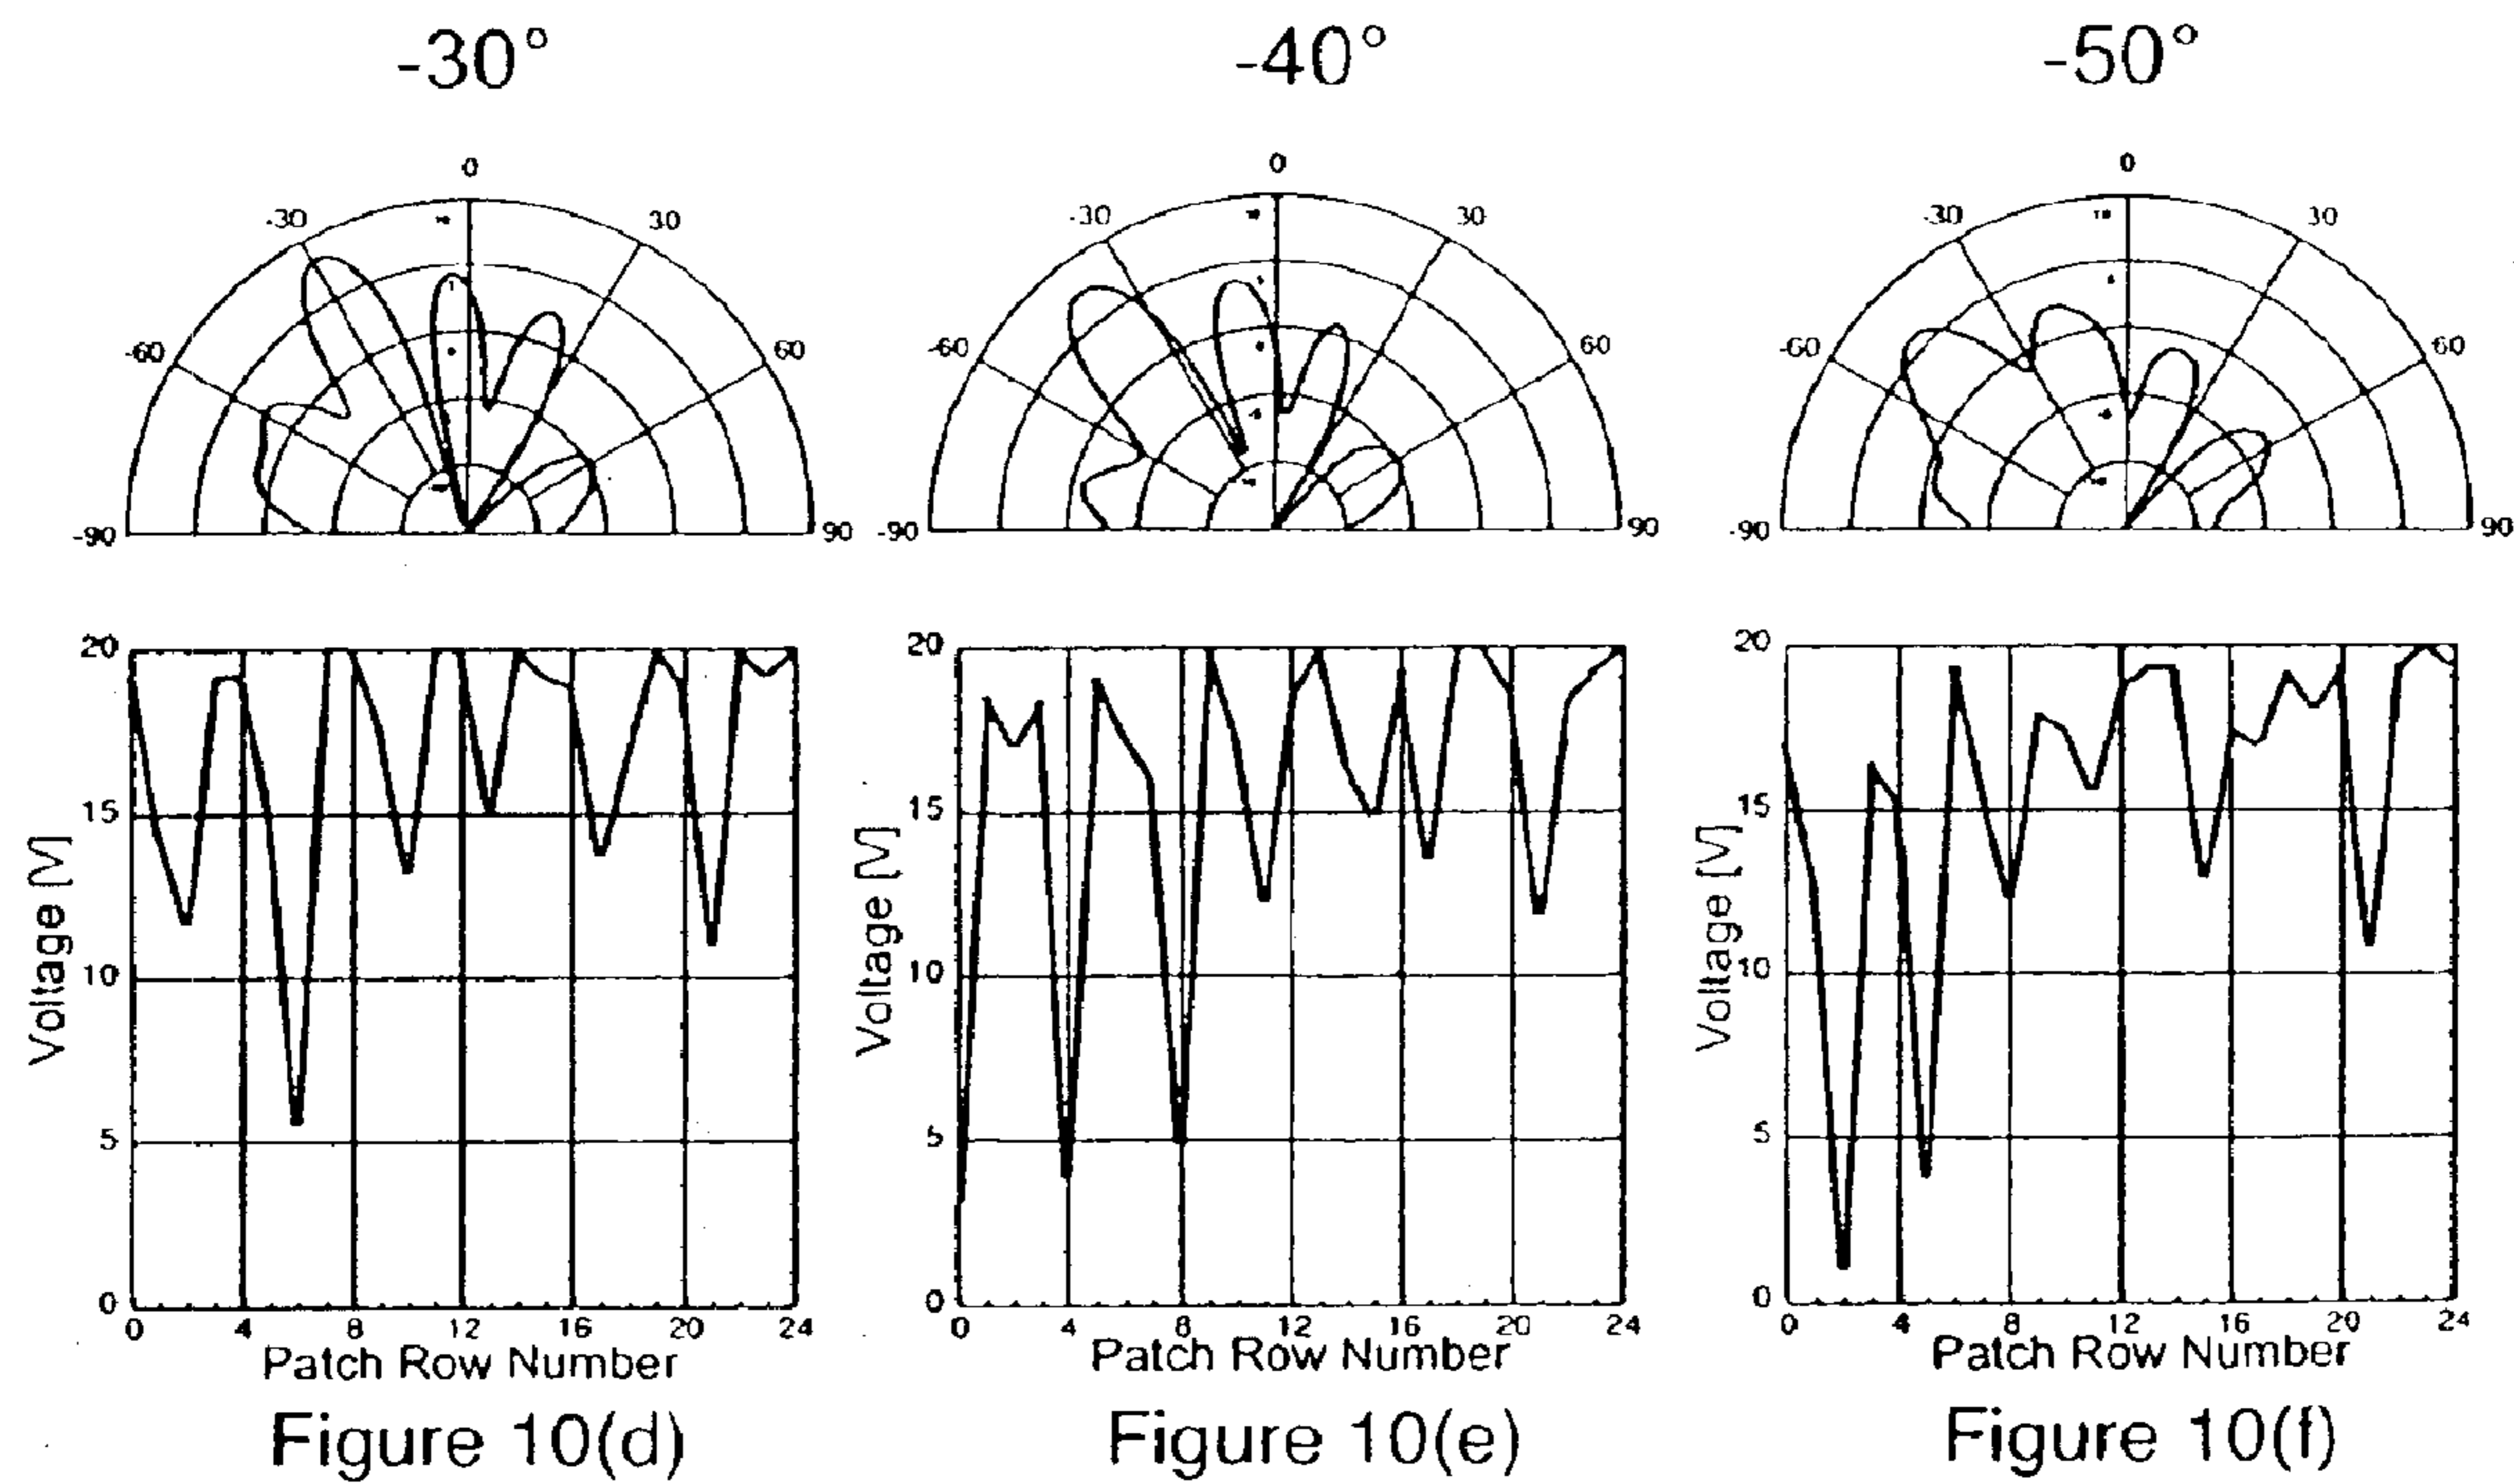 -30° -40° -50°
0 0 0
-30 30 -30 30 -30 30
-60 60 -60 60 -60 60
-90 90 -90 90 -90 90
20 20 20
15 15 15
10 10 10
5 5 5
0 0 0
Voltage [V] Voltage [V] Voltage [V]
0 4 8 12 16 20 24 0 4 8 12 16 20 24 0 4 8 12 16 20 24
Patch Row Number Patch Row Number Patch Row Number
Figure 10(d) Figure 10(e) Figure 10(f)